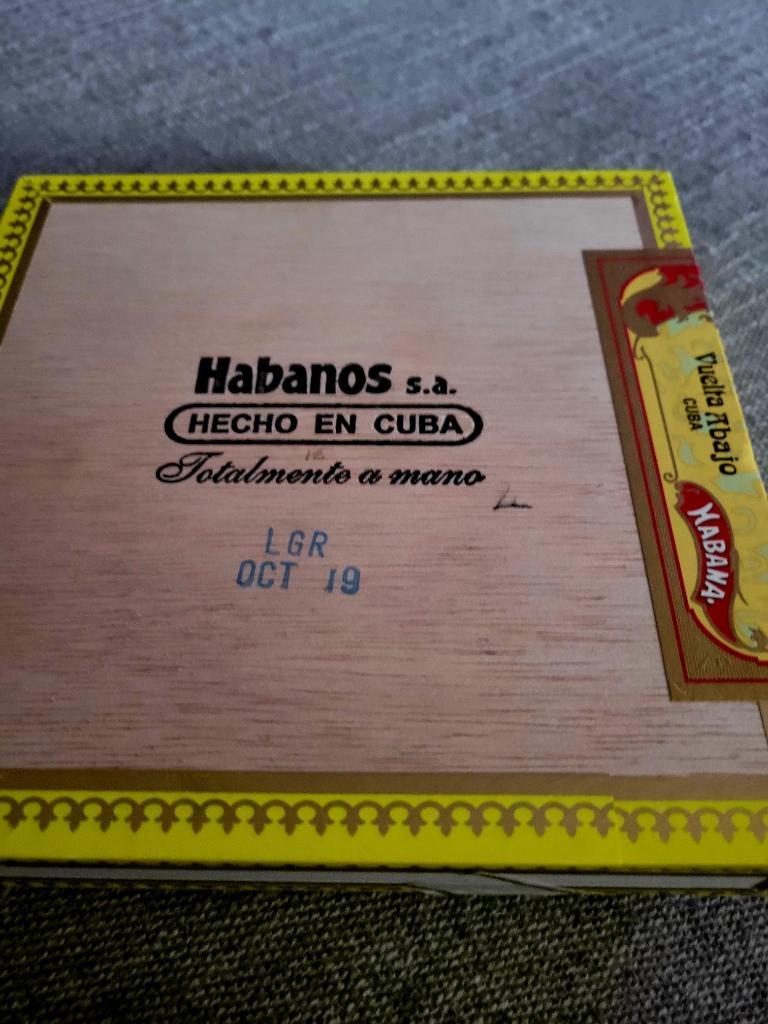 Habanos s.a.
HECHO EN CUBA
Totalmente a mano
LGR
OCT 19
Vuelta Abajo
CUBA
HABANA.